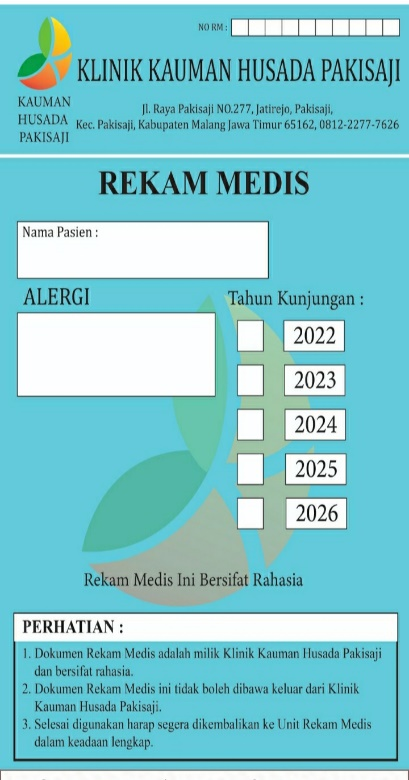 NO RM :
KLINIK KAUMAN HUSADA PAKISAJI
KAUMAN
HUSADA
PAKISAJI
Jl. Raya Pakisaji NO.277, Jatirejo, Pakisaji,
Kec. Pakisaji, Kabupaten Malang Jawa Timur 65162, 0812-2277-7626
REKAM MEDIS
Nama Pasien :
ALERGI
Tahun Kunjungan :
2022
2023
2024
2025
2026
Rekam Medis Ini Bersifat Rahasia
PERHATIAN :
1. Dokumen Rekam Medis adalah milik Klinik Kauman Husada Pakisaji
dan bersifat rahasia.
2. Dokumen Rekam Medis ini tidak boleh dibawa keluar dari Klinik
Kauman Husada Pakisaji.
3. Selesai digunakan harap segera dikembalikan ke Unit Rekam Medis
dalam keadaan lengkap.